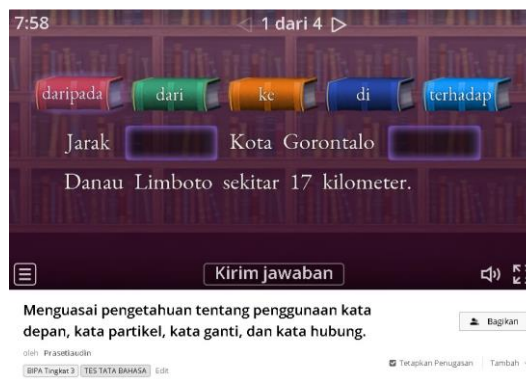 7:58
1 dari 4
daripada dari ke di terhadap
Jarak Kota Gorontalo
Danau Limboto sekitar 17 kilometer.
Kirim jawaban
Menguasai pengetahuan tentang penggunaan kata
depan, kata partikel, kata ganti, dan kata hubung.
Bagikan
oleh Prasetiaudin
Tetapkan Penugasan Tambah
BIPA Tingkat 3 TES TATA BAHASA Edit